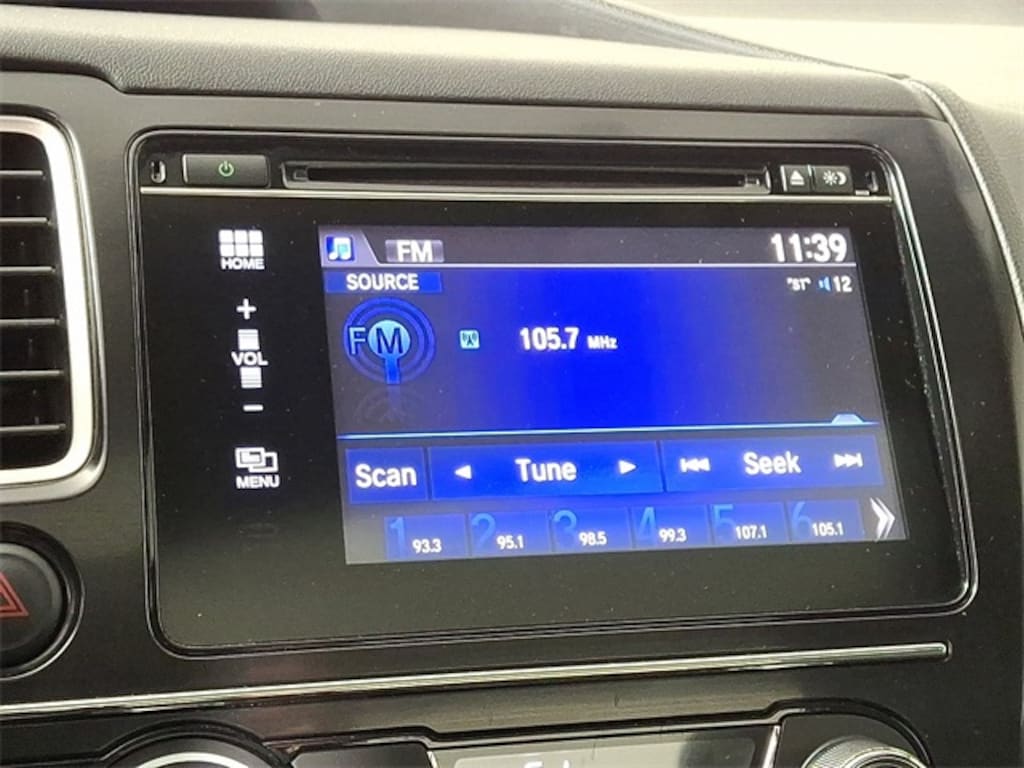 HOME
+
VOL
−
MENU
FM 11:39
SOURCE "ST" 12
FM 105.7 MHz
Scan Tune Seek
1 93.3 2 95.1 3 98.5 4 99.3 5 107.1 6 105.1